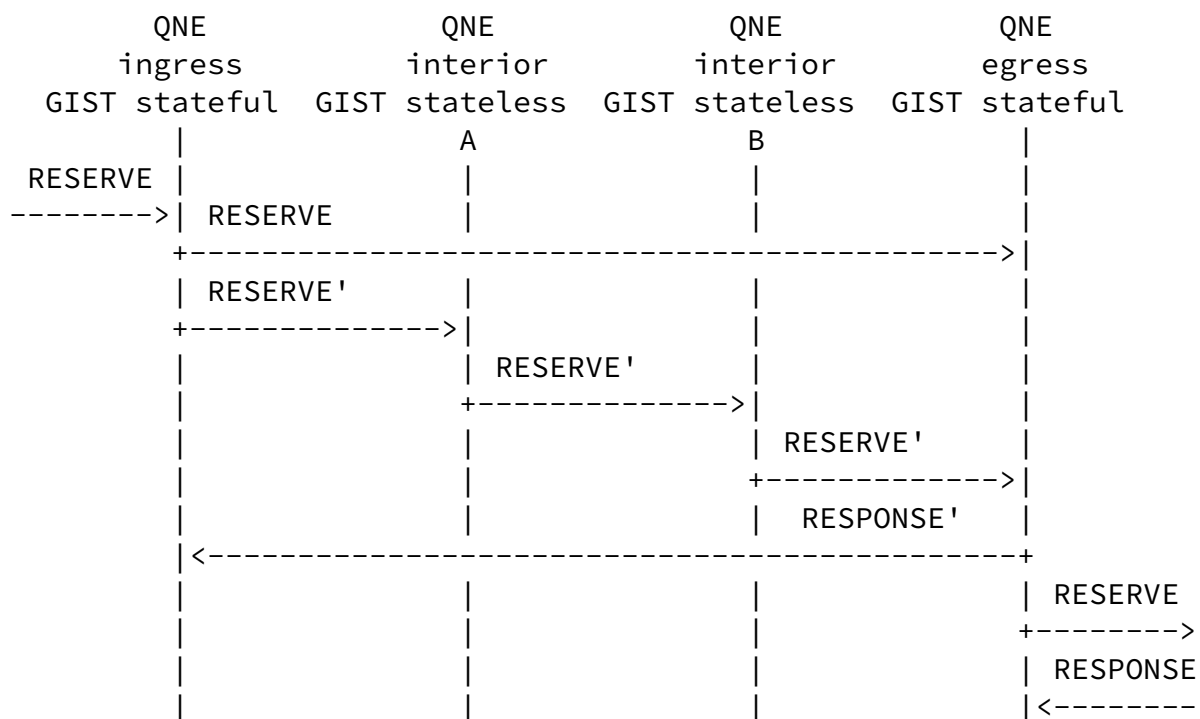 QNE QNE QNE QNE
ingress interior interior egress
GIST stateful GIST stateless GIST stateless GIST stateful
A B
RESERVE
RESERVE
RESERVE'
RESERVE'
RESERVE'
RESPONSE'
RESERVE
RESPONSE